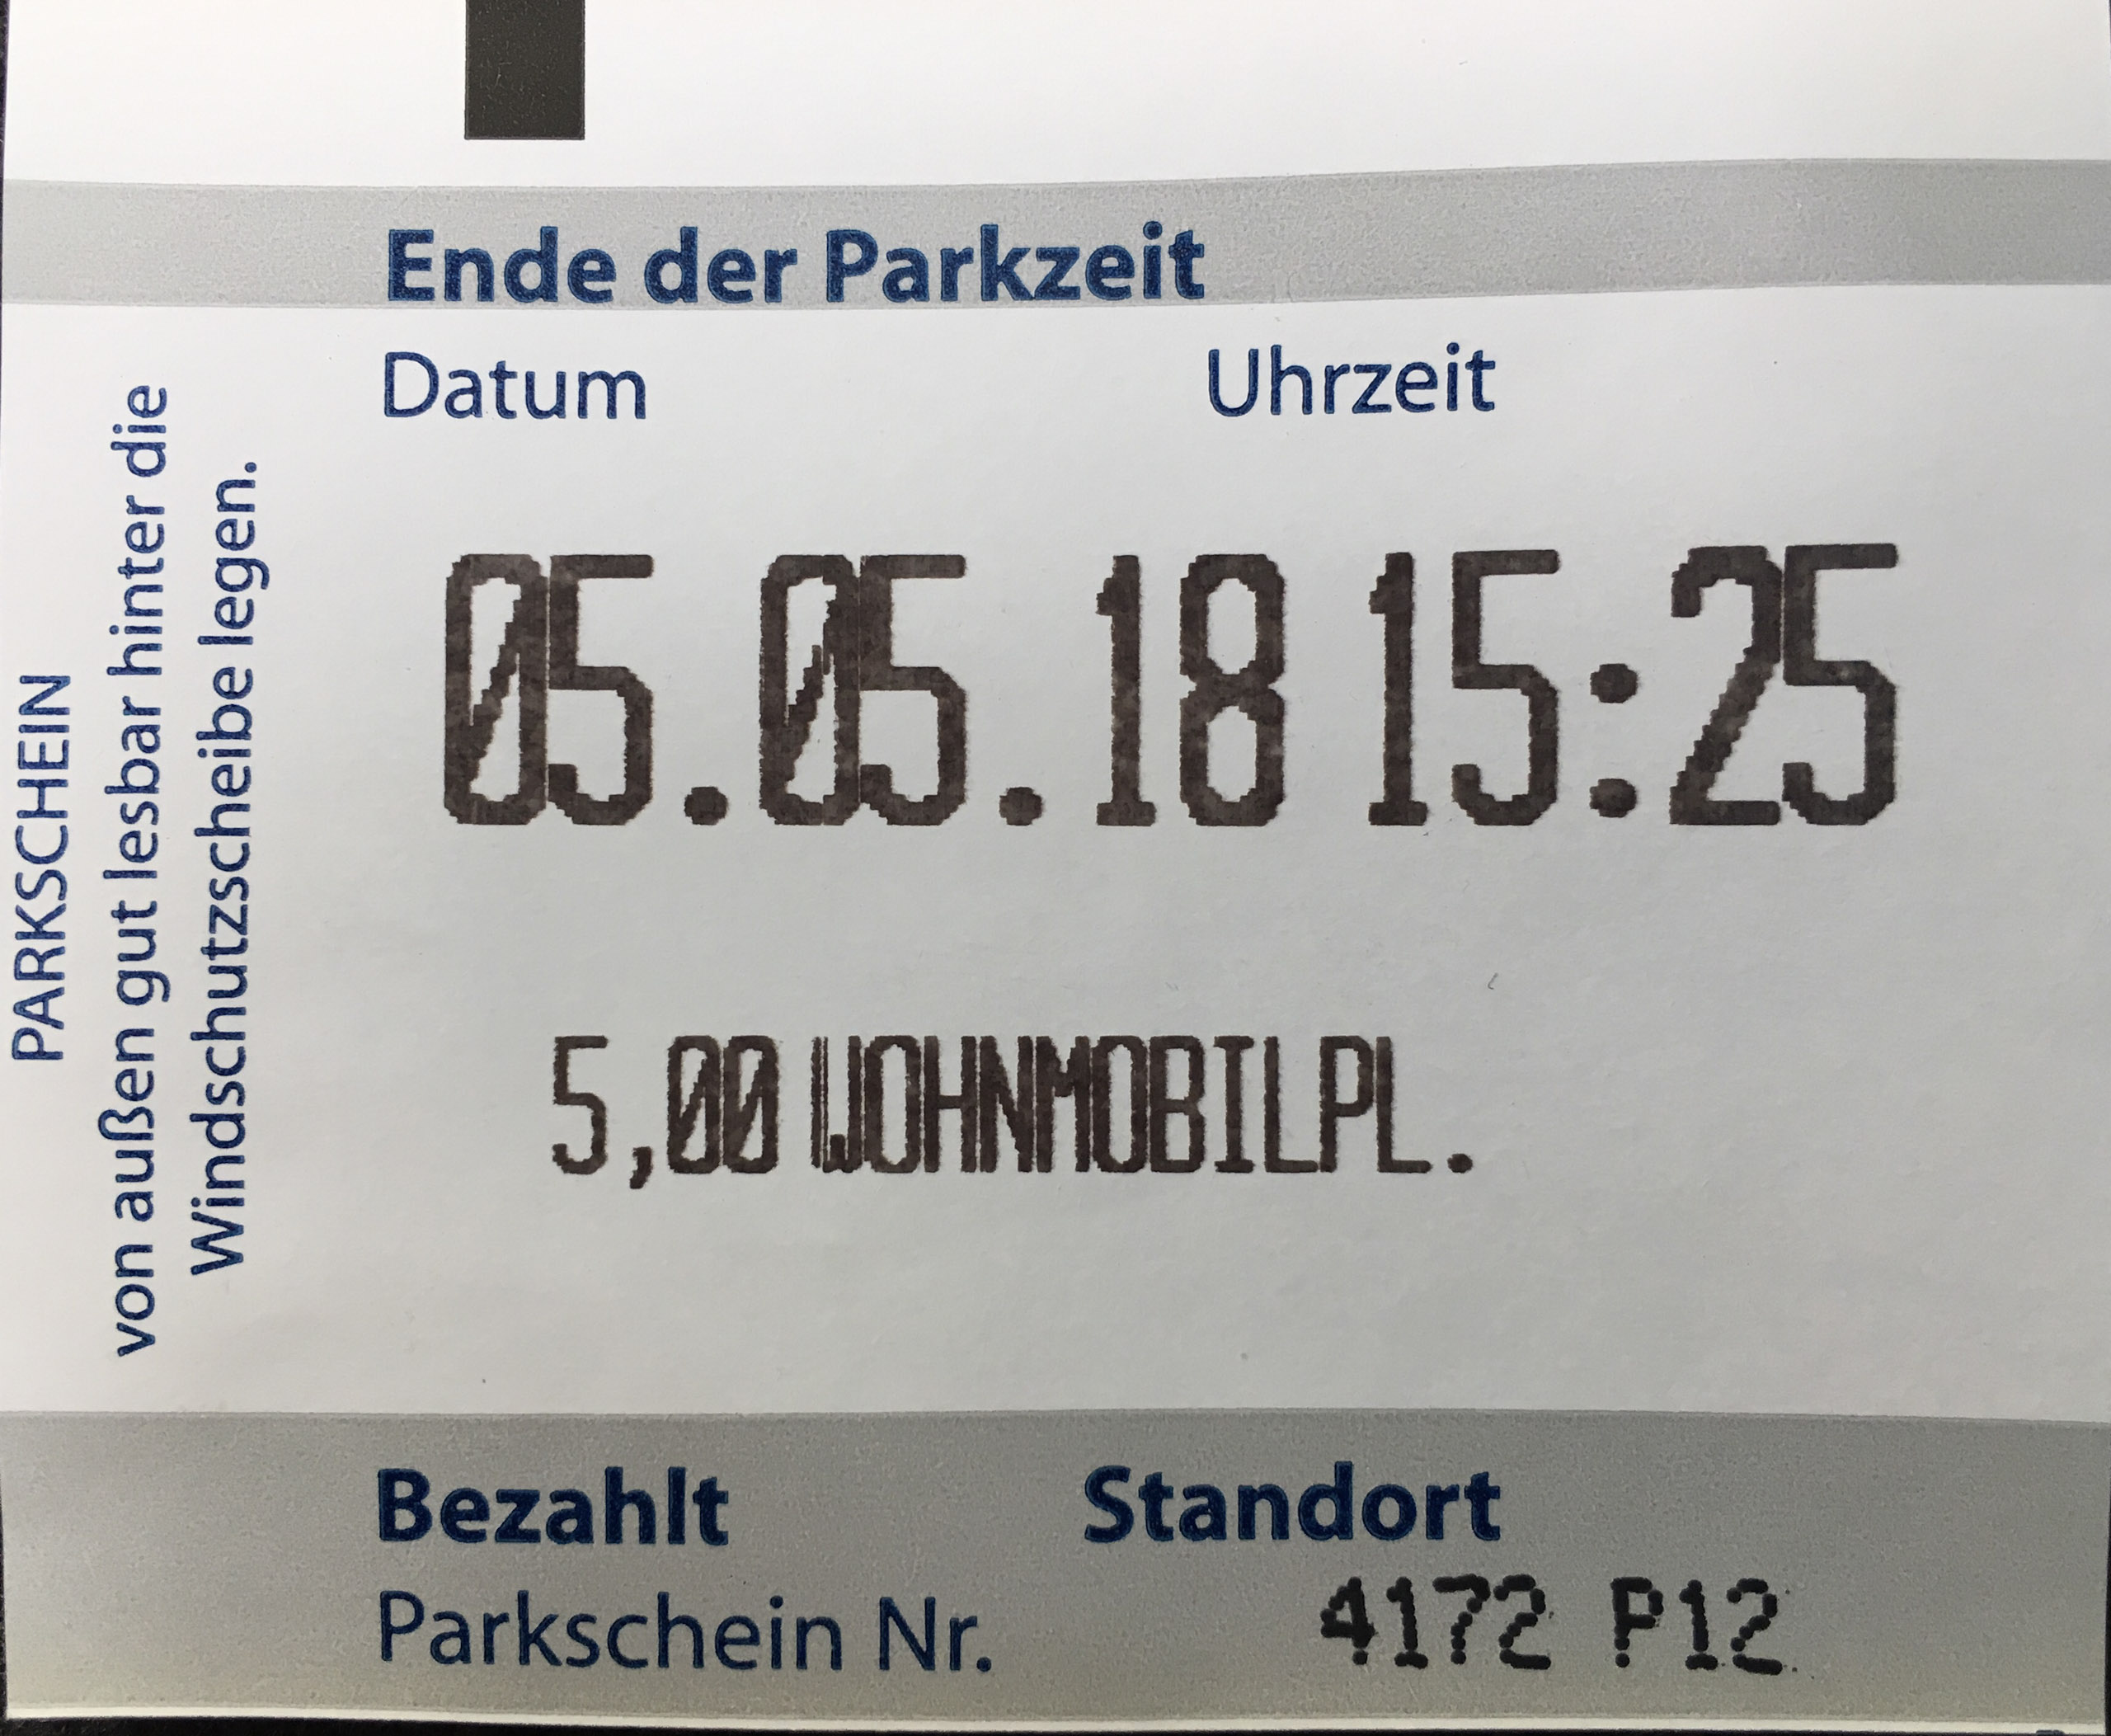 Ende der Parkzeit
Datum Uhrzeit
05.05.18 15:25
5,00 WOHNMOBILPL.
Bezahlt Standort
Parkschein Nr. 4172 P12
PARKSCHEIN
von außen gut lesbar hinter die
Windschutzscheibe legen.